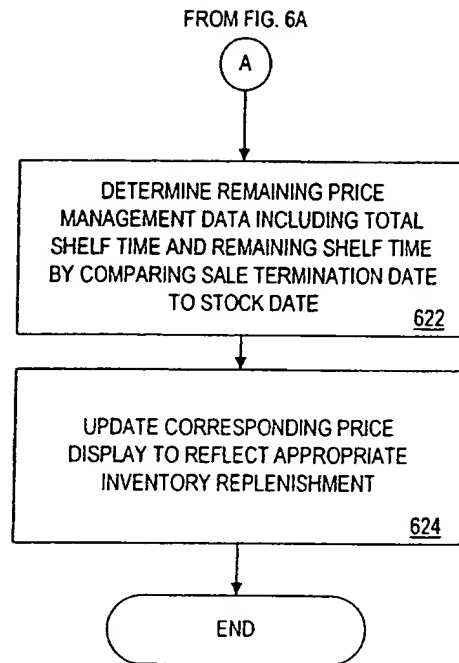 FROM FIG. 6A
A
DETERMINE REMAINING PRICE
MANAGEMENT DATA INCLUDING TOTAL
SHELF TIME AND REMAINING SHELF TIME
BY COMPARING SALE TERMINATION DATE
TO STOCK DATE
622
UPDATE CORRESPONDING PRICE
DISPLAY TO REFLECT APPROPRIATE
INVENTORY REPLENISHMENT
624
END